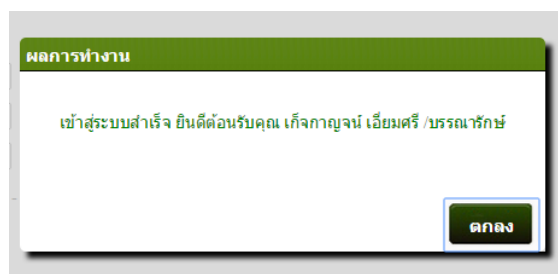 ผลการทำงาน
เข้าสู่ระบบสำเร็จ ยินดีต้อนรับคุณ เก็จกาญจน์ เอี่ยมศรี /บรรณารักษ์
ตกลง